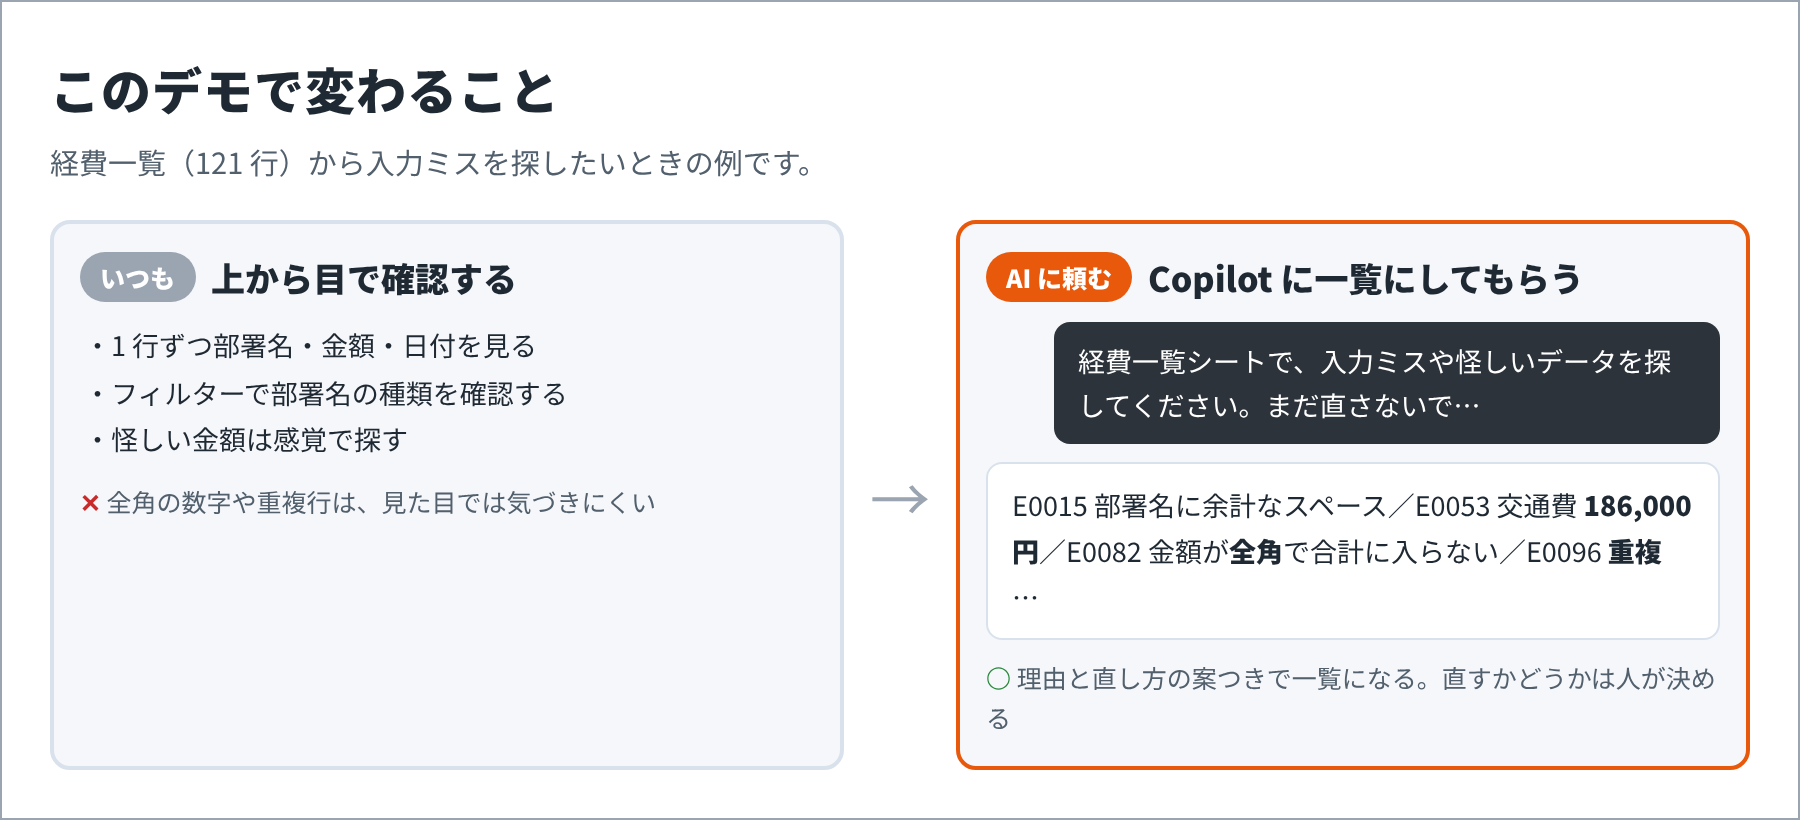 このデモで変わること
経費一覧（121 行）から入力ミスを探したいときの例です。
いつも 上から目で確認する
・1 行ずつ部署名・金額・日付を見る
・フィルターで部署名の種類を確認する
・怪しい金額は感覚で探す
× 全角の数字や重複行は、見た目では気づきにくい
→
AI に頼む Copilot に一覧にしてもらう
経費一覧シートで、入力ミスや怪しいデータを探
してください。まだ直さないで…
E0015 部署名に余計なスペース／E0053 交通費 186,000
円／E0082 金額が全角で合計に入らない／E0096 重複
…
○ 理由と直し方の案つきで一覧になる。直すかどうかは人が決め
る